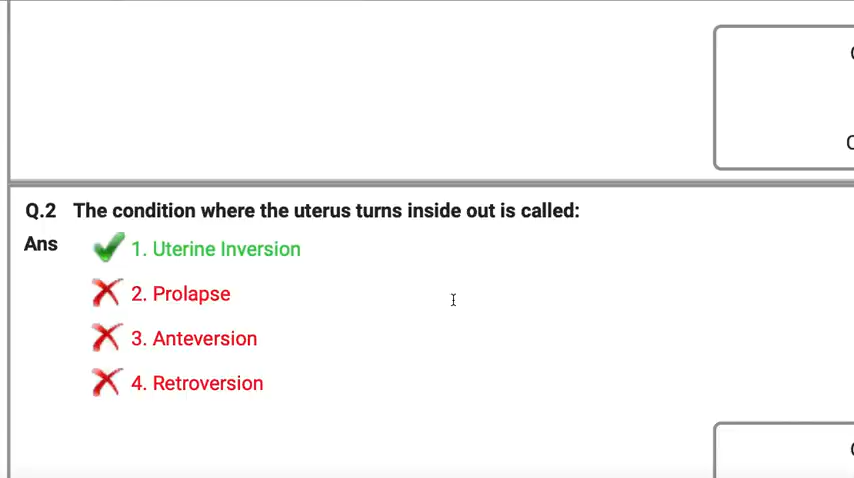 Q.2 The condition where the uterus turns inside out is called:
Ans 1. Uterine Inversion
2. Prolapse
3. Anteversion
4. Retroversion